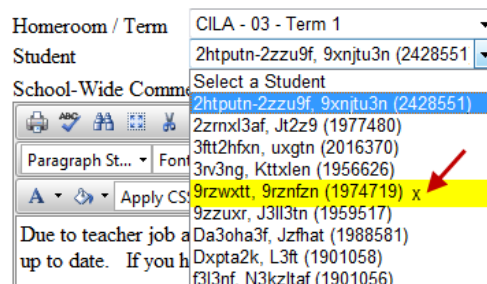 Homeroom / Term CILA - 03 - Term 1
Student 2htputn-2zzu9f, 9xnjtu3n (2428551
School-Wide Comme Select a Student
2htputn-2zzu9f, 9xnjtu3n (2428551)
ABC 2zrnxl3af, Jt2z9 (1977480)
3ftt2hfxn, uxgtn (2016370)
Paragraph St... Font 3rv3ng, Kttxlen (1956626)
9rzwxtt, 9rznfzn (1974719) x
A Apply CSS 9zzuxr, J3ll3tn (1959517)
Due to teacher job a Da3oha3f, Jzfhat (1988581)
up to date. If you h Dxpta2k, L3ft (1901058)
f3l3nf, N3kzltaf (1901056)